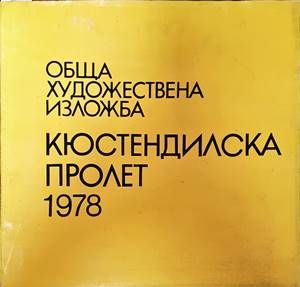 ОБЩА
ХУДОЖЕСТВЕНА
ИЗЛОЖБА
КЮСТЕНДИЛСКА
ПРОЛЕТ
1978